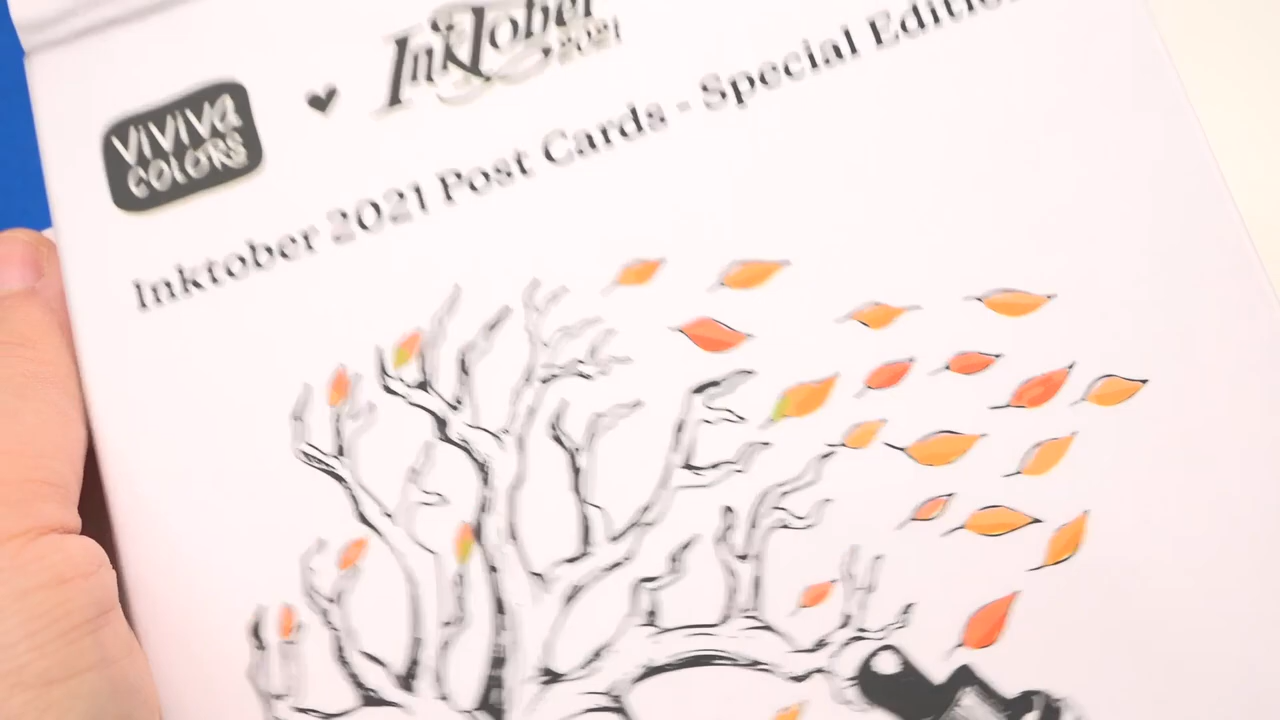 Inktober
2021
VIVIVA
COLORS
Inktober 2021 Post Cards - Special Edition